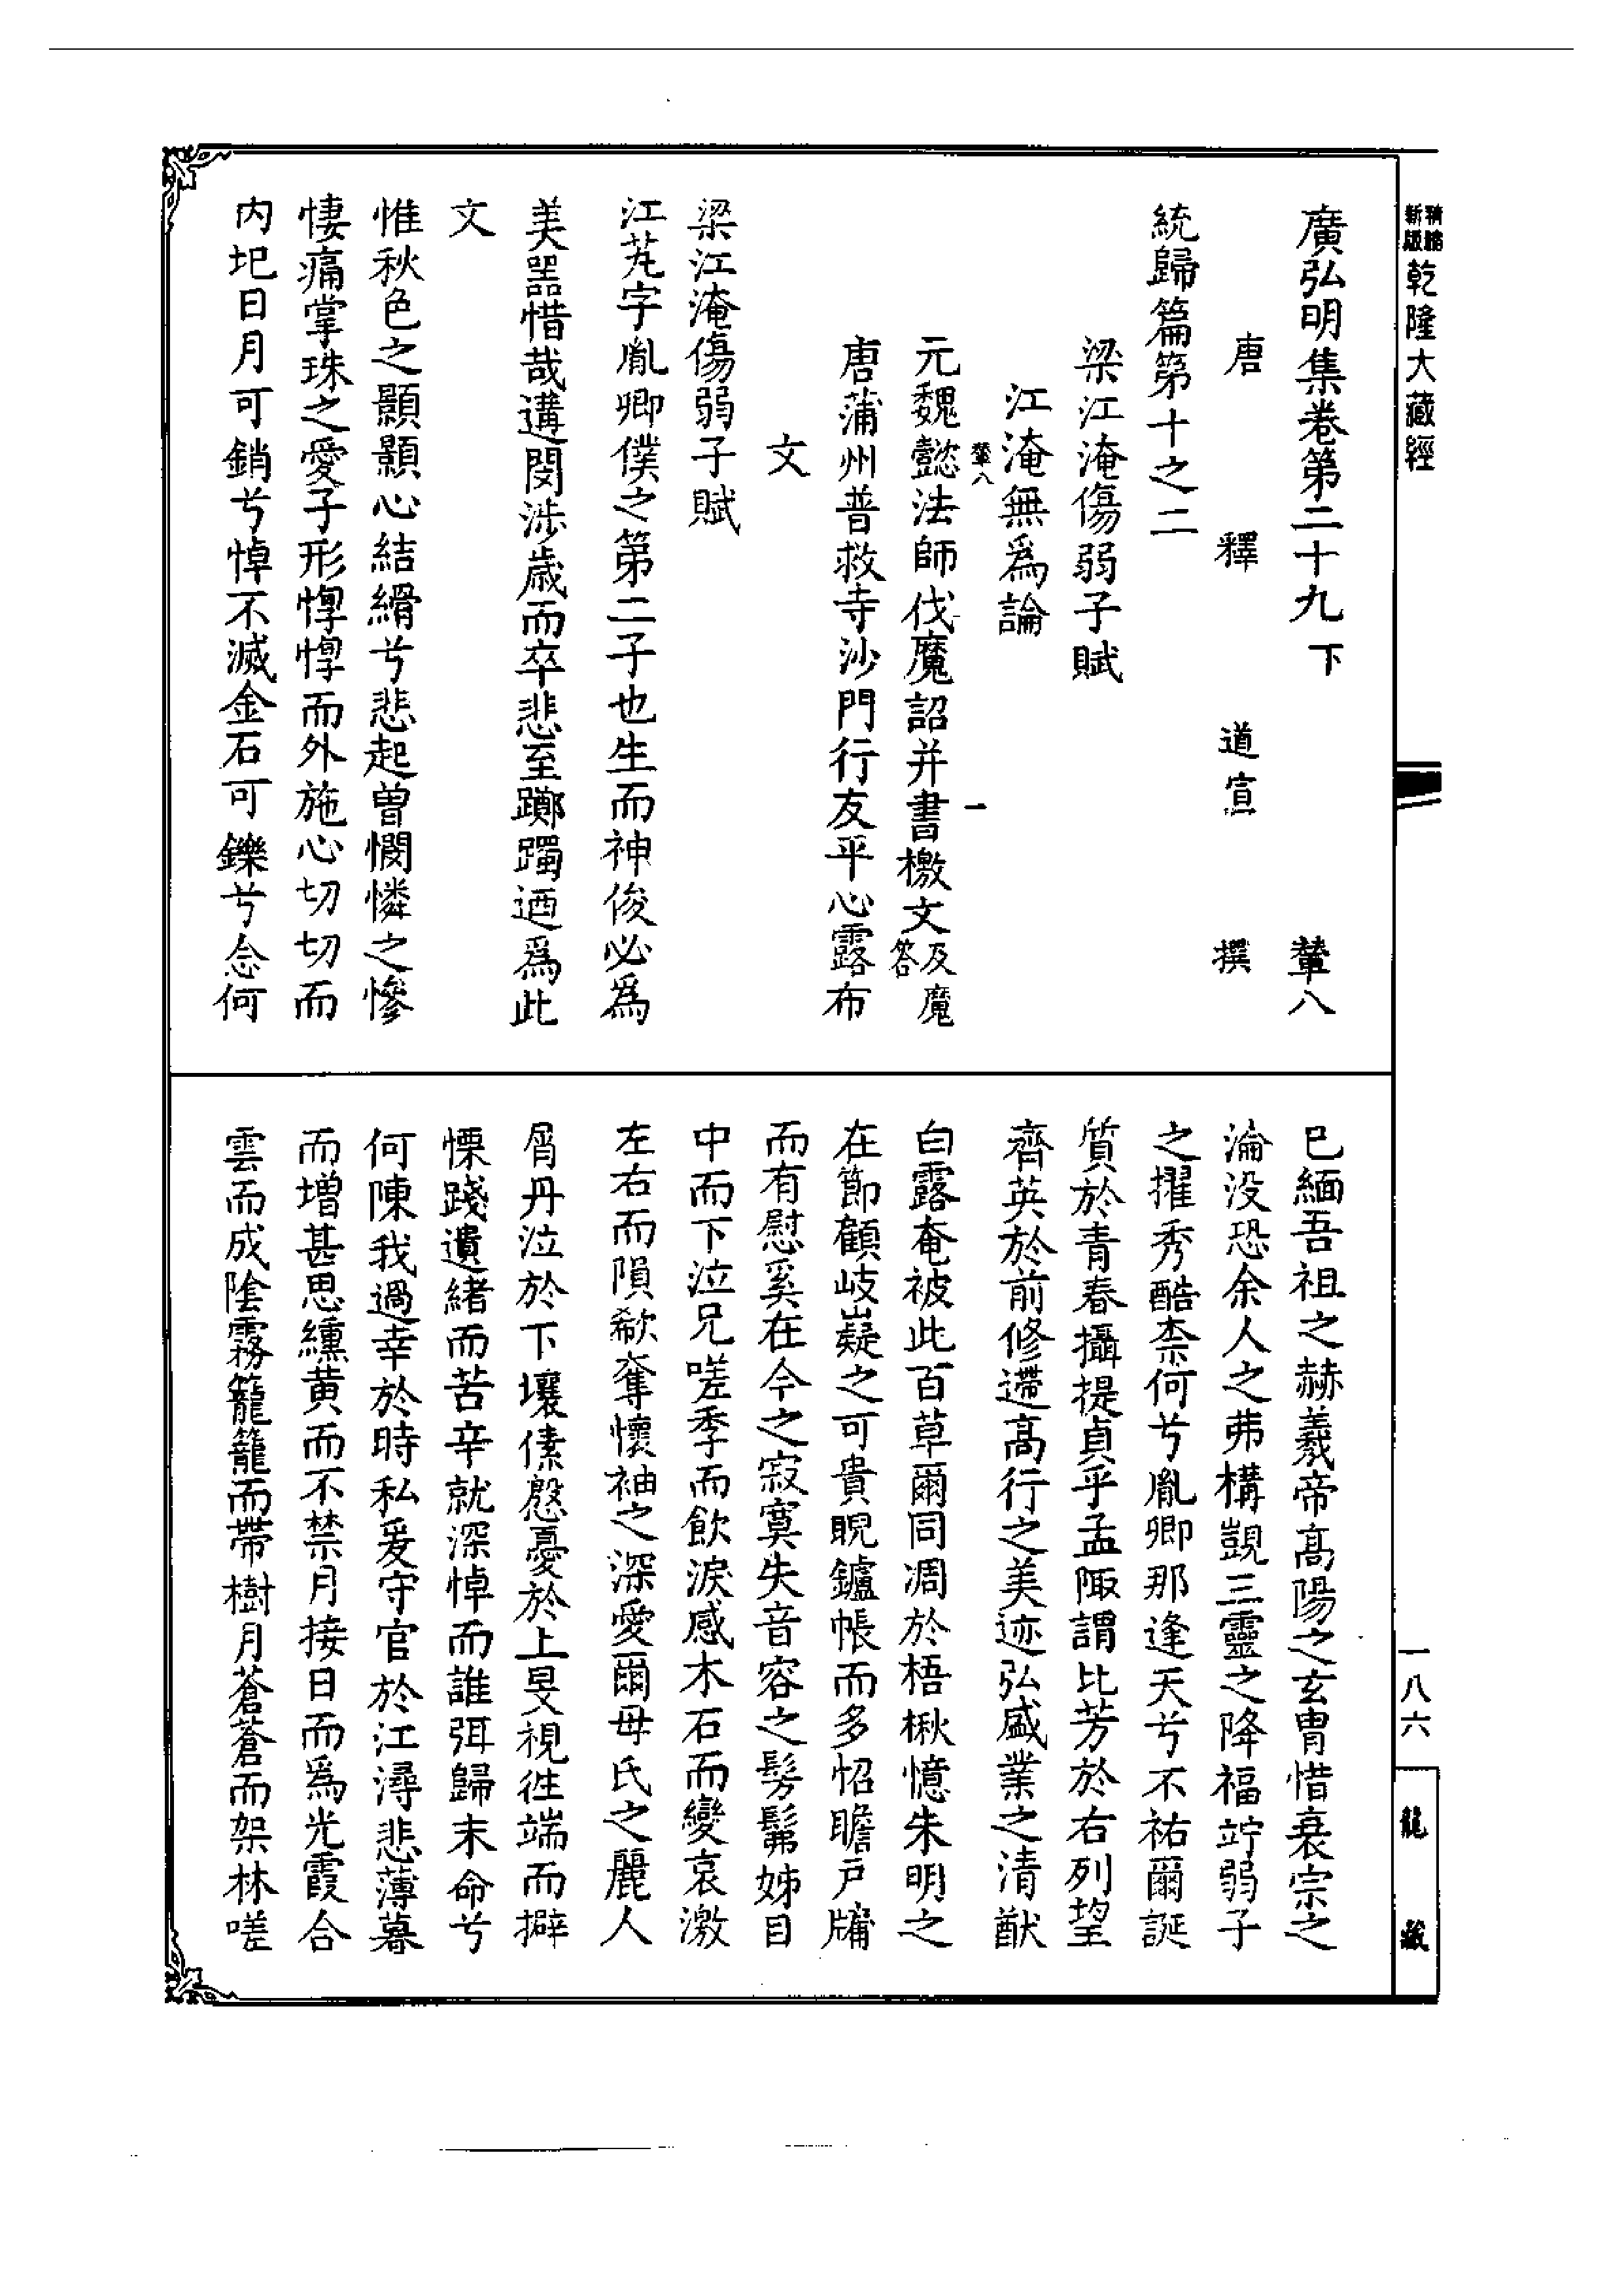 新版
精縮
乾隆大藏經
廣弘明集卷第二十九下 輦八
唐 釋 道宣 撰
統歸篇第十之二
梁江淹傷弱子賦
江淹無爲論
輦八 一
元魏懿法師伐魔詔并書檄文及魔答
唐蒲州普救寺沙門行友平心露布
文
梁江淹傷弱子賦
江艽字胤卿僕之第二子也生而神俊必爲
美器惜哉遘閔涉歲而卒悲至躑躅迺爲此
文
惟秋色之顥顥心結縎兮悲起曾憫憐之慘
悽痛掌珠之愛子形惸惸而外施心切切而
内圮日月可銷兮悼不滅金石可鑠兮念何
已緬吾祖之赫羲帝高陽之玄胄惜衰宗之
淪没恐余人之弗構覬三靈之降福竚弱子
之擢秀酷柰何兮胤卿那逢天兮不祐爾誕
質於青春攝提貞乎孟陬謂比芳於右列望
齊英於前修遰高行之美迹弘盛業之清猷
白露奄被此百草爾同凋於梧楸憶朱明之
在節顧岐嶷之可貴睨鑪帳而多怊瞻戶牗
而有慰奚在今之寂寞失音容之髣髴姊目
中而下泣兄嗟季而飲淚感木石而變哀激
左右而隕欷奪懷袖之深愛爾母氏之麗人
屑丹泣於下壤傃慇憂於上旻視往端而擗
慄踐遺緒而苦辛就深悼而誰弭歸末命兮
何陳我過幸於時私爰守官於江潯悲薄暮
而增甚思纁黄而不禁月接日而爲光霞合
雲而成陰霧籠籠而帶樹月蒼蒼而架林嗟
一八六
龍藏